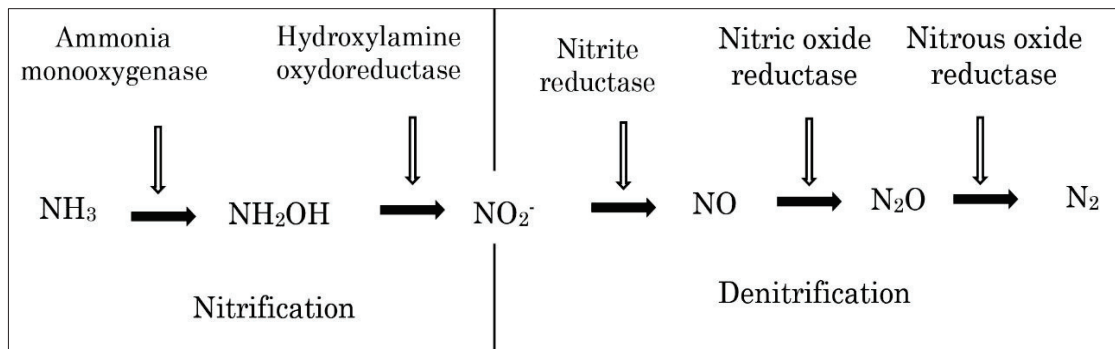 Ammonia
monooxygenase
Hydroxylamine
oxydoreductase
Nitrite
reductase
Nitric oxide
reductase
Nitrous oxide
reductase
NH₃
NH₂OH
NO₂⁻
NO
N₂O
N₂
Nitrification
Denitrification